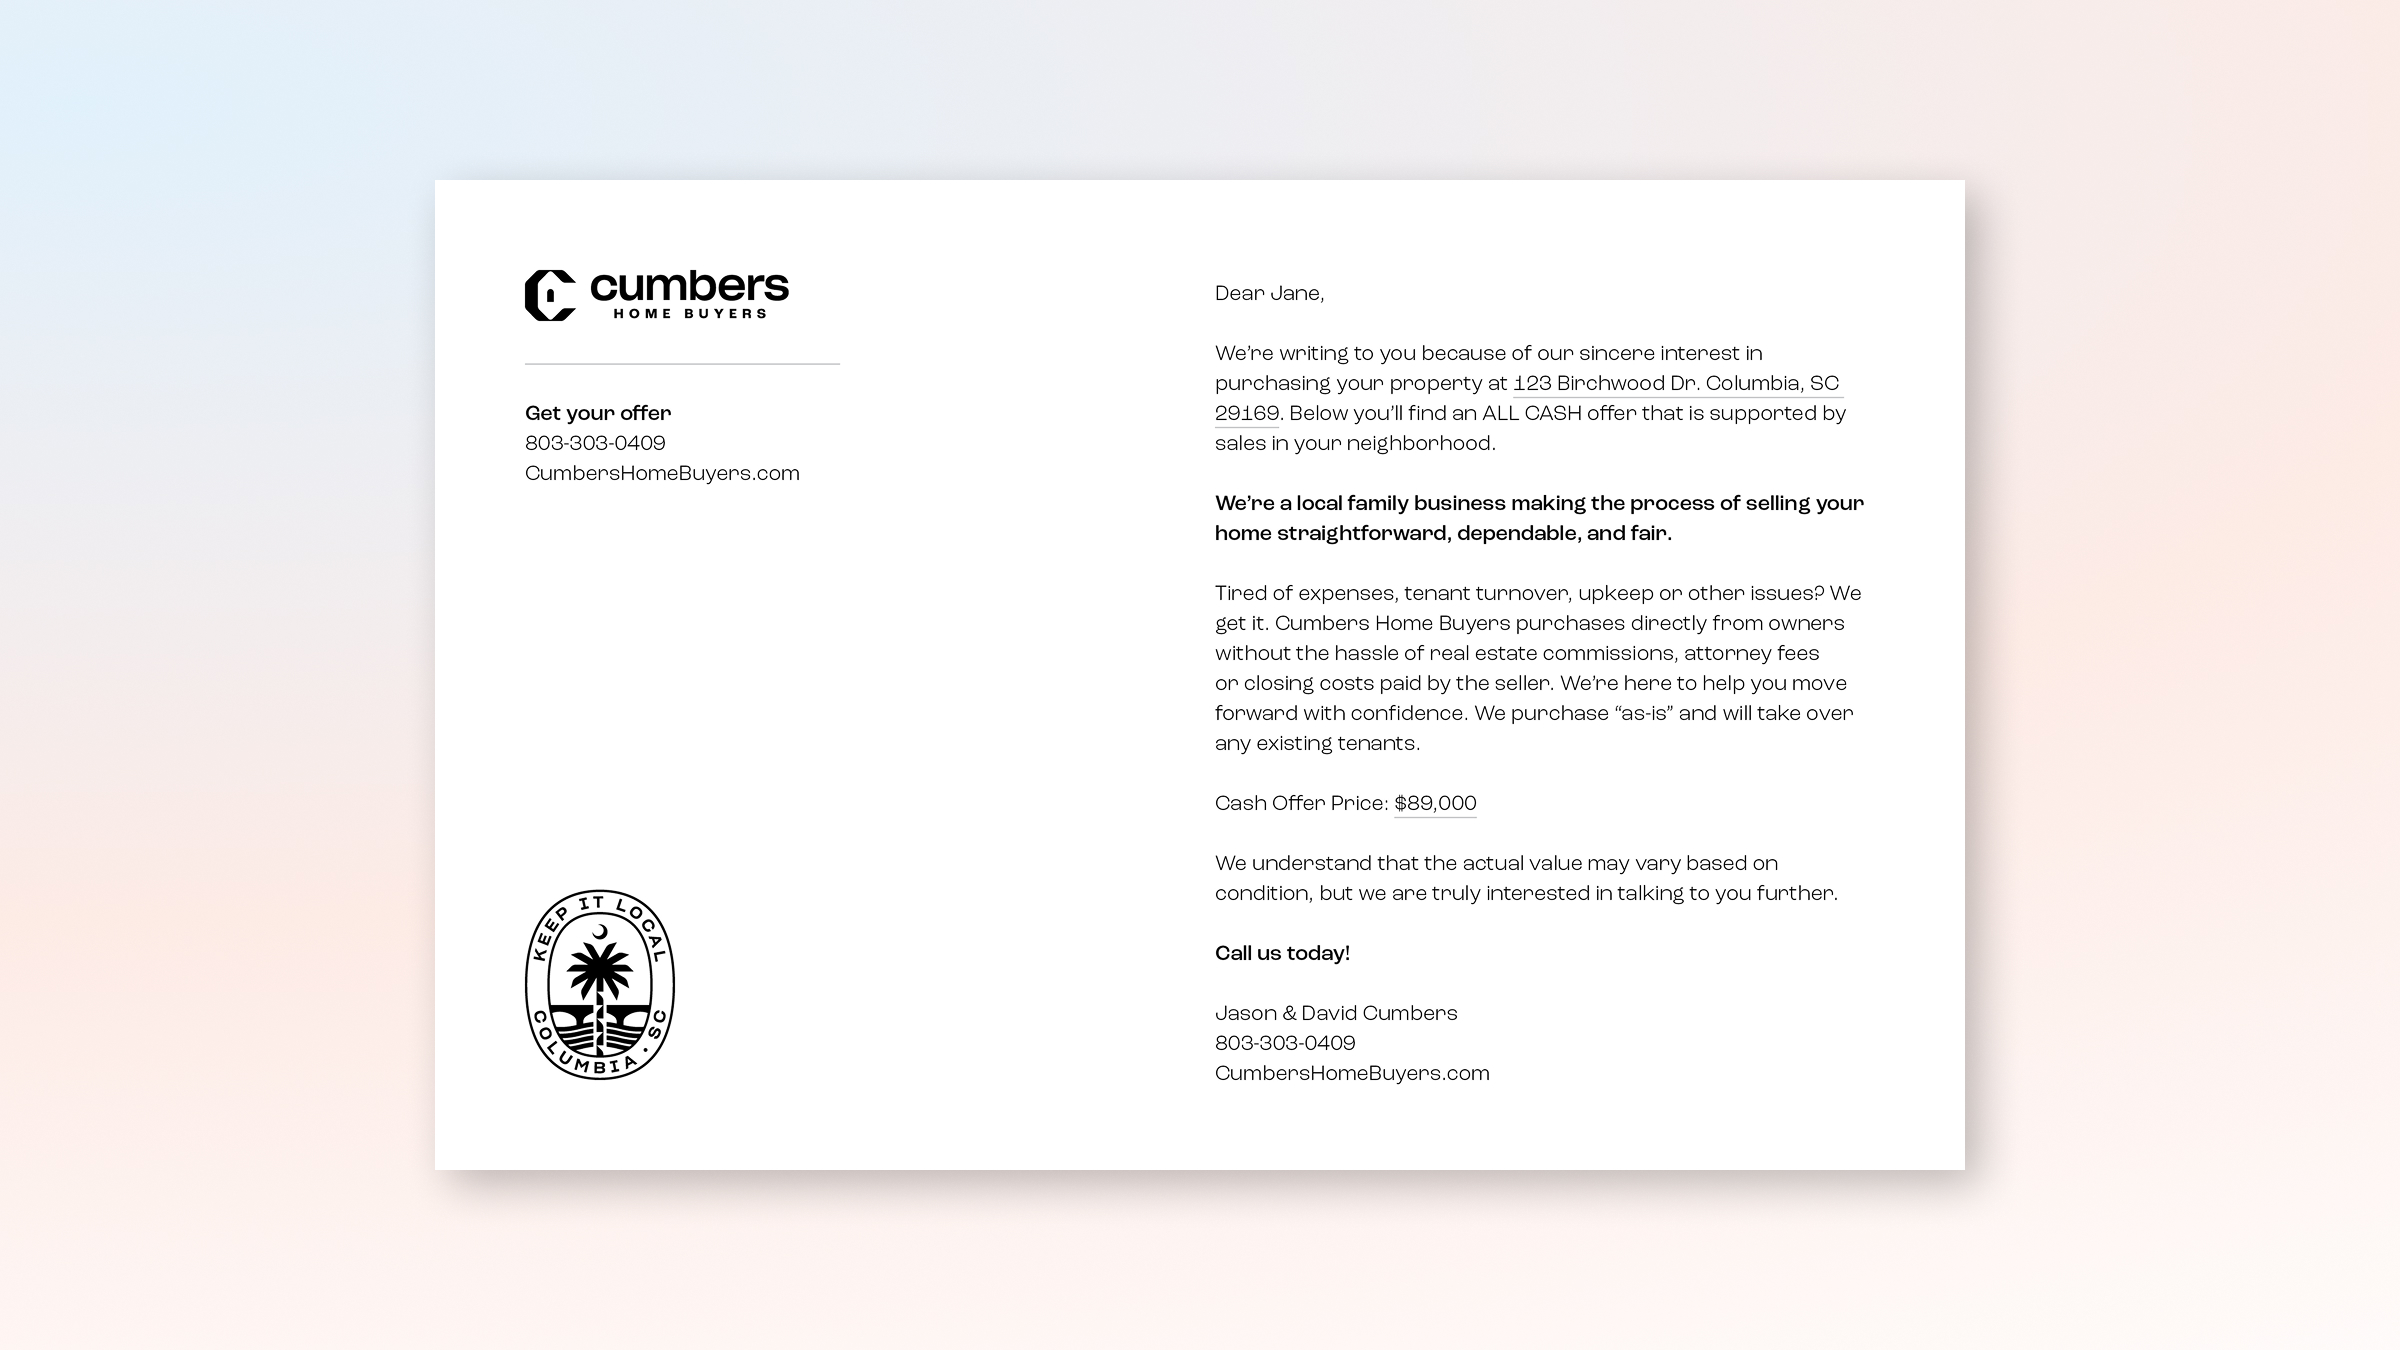 cumbers
HOME BUYERS
Get your offer
803-303-0409
CumbersHomeBuyers.com
KEEP IT LOCAL
COLUMBIA · SC
Dear Jane,
We’re writing to you because of our sincere interest in
purchasing your property at 123 Birchwood Dr. Columbia, SC
29169. Below you’ll find an ALL CASH offer that is supported by
sales in your neighborhood.
We’re a local family business making the process of selling your
home straightforward, dependable, and fair.
Tired of expenses, tenant turnover, upkeep or other issues? We
get it. Cumbers Home Buyers purchases directly from owners
without the hassle of real estate commissions, attorney fees
or closing costs paid by the seller. We’re here to help you move
forward with confidence. We purchase “as-is” and will take over
any existing tenants.
Cash Offer Price: $89,000
We understand that the actual value may vary based on
condition, but we are truly interested in talking to you further.
Call us today!
Jason & David Cumbers
803-303-0409
CumbersHomeBuyers.com